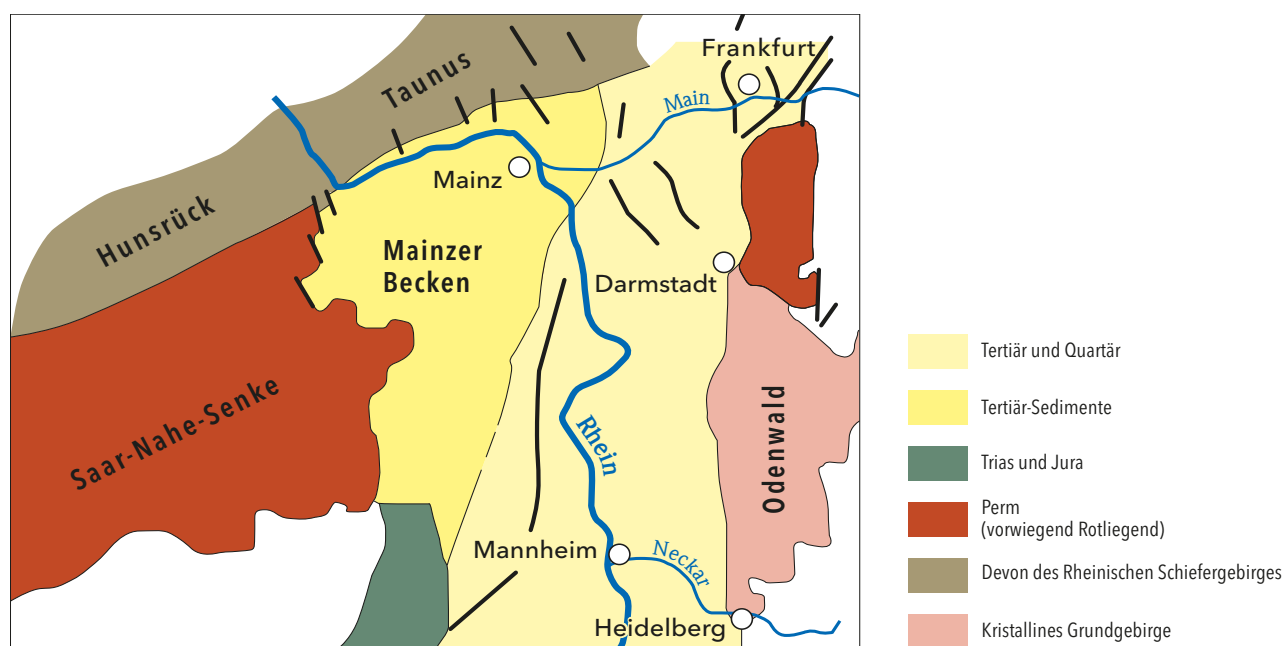 Frankfurt
Taunus
Main
Mainz
Hunsrück
Mainzer
Becken
Darmstadt
Saar-Nahe-Senke
Rhein
Odenwald
Mannheim
Neckar
Heidelberg
Tertiär und Quartär
Tertiär-Sedimente
Trias und Jura
Perm
(vorwiegend Rotliegend)
Devon des Rheinischen Schiefergebirges
Kristallines Grundgebirge